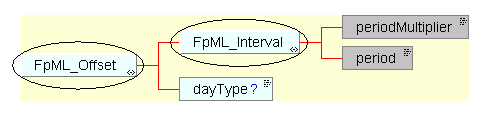 periodMultiplier
FpML_Interval
period
FpML_Offset
dayType?